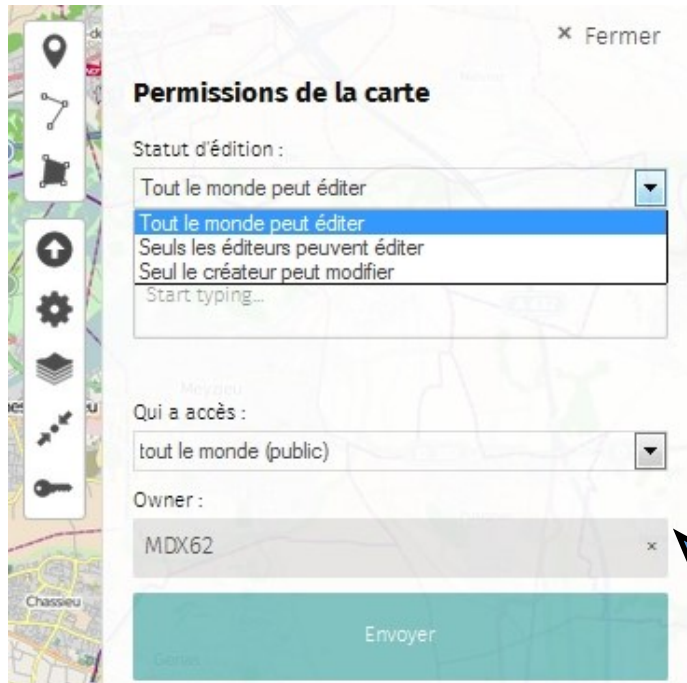 × Fermer
Permissions de la carte
Statut d'édition :
Tout le monde peut éditer
Tout le monde peut éditer
Seuls les éditeurs peuvent éditer
Seul le créateur peut modifier
Start typing...
Meyzieu
Qui a accès :
tout le monde (public)
Owner :
MDX62 ×
Chassieu
Envoyer
Genas